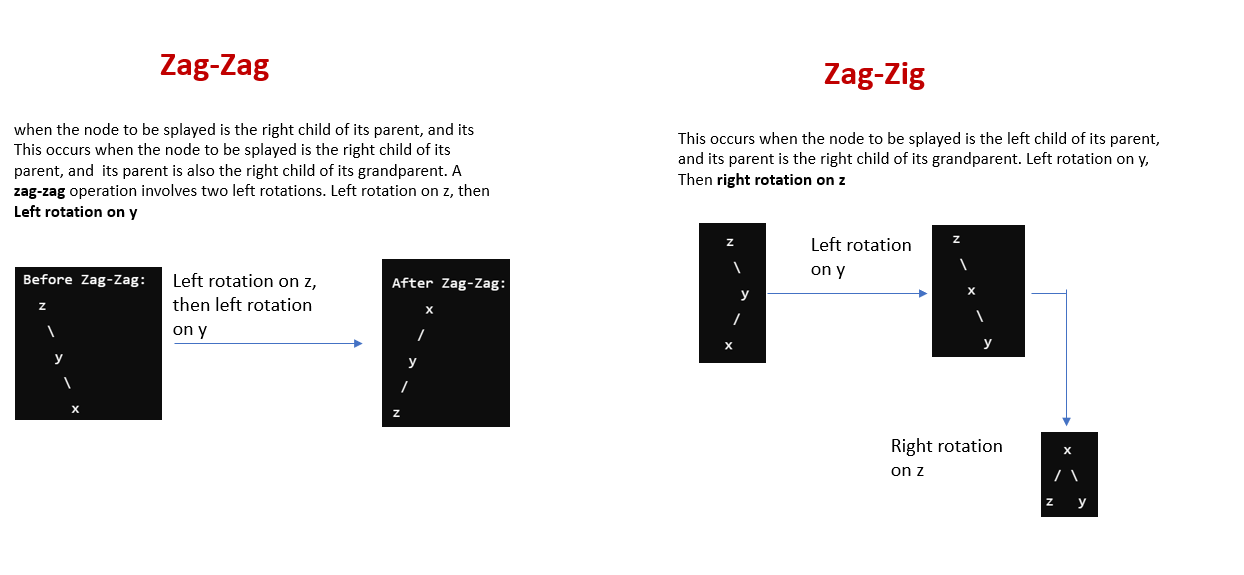 Zag-Zag
when the node to be splayed is the right child of its parent, and its
This occurs when the node to be splayed is the right child of its
parent, and  its parent is also the right child of its grandparent. A
zag-zag operation involves two left rotations. Left rotation on z, then
Left rotation on y
Before Zag-Zag:
z
\
y
\
x
Left rotation on z,
then left rotation
on y
After Zag-Zag:
x
/
y
/
z
Zag-Zig
This occurs when the node to be splayed is the left child of its parent,
and its parent is the right child of its grandparent. Left rotation on y,
Then right rotation on z
z
\
y
/
x
Left rotation
on y
z
\
x
\
y
Right rotation
on z
x
/ \
z y